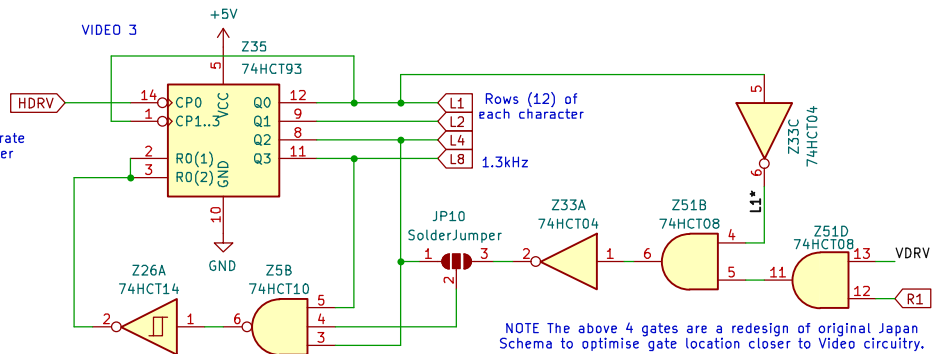 VIDEO 3
+5V
Z35
74HCT93
5
VCC
HDRV
14
CP0
1
CP1..3
2
R0(1)
3
R0(2)
GND
10
GND
Q0
12
L1
Q1
9
L2
Q2
8
L4
Q3
11
L8
Rows (12) of
each character
1.3kHz
rate
er
5
Z33C
74HCT04
6
L1*
JP10
SolderJumper
1
3
2
Z33A
74HCT04
2
1
Z51B
74HCT08
6
4
5
Z51D
74HCT08
11
13
VDRV
12
R1
Z26A
74HCT14
2
1
Z5B
74HCT10
6
5
4
3
NOTE The above 4 gates are a redesign of original Japan
Schema to optimise gate location closer to Video circuitry.